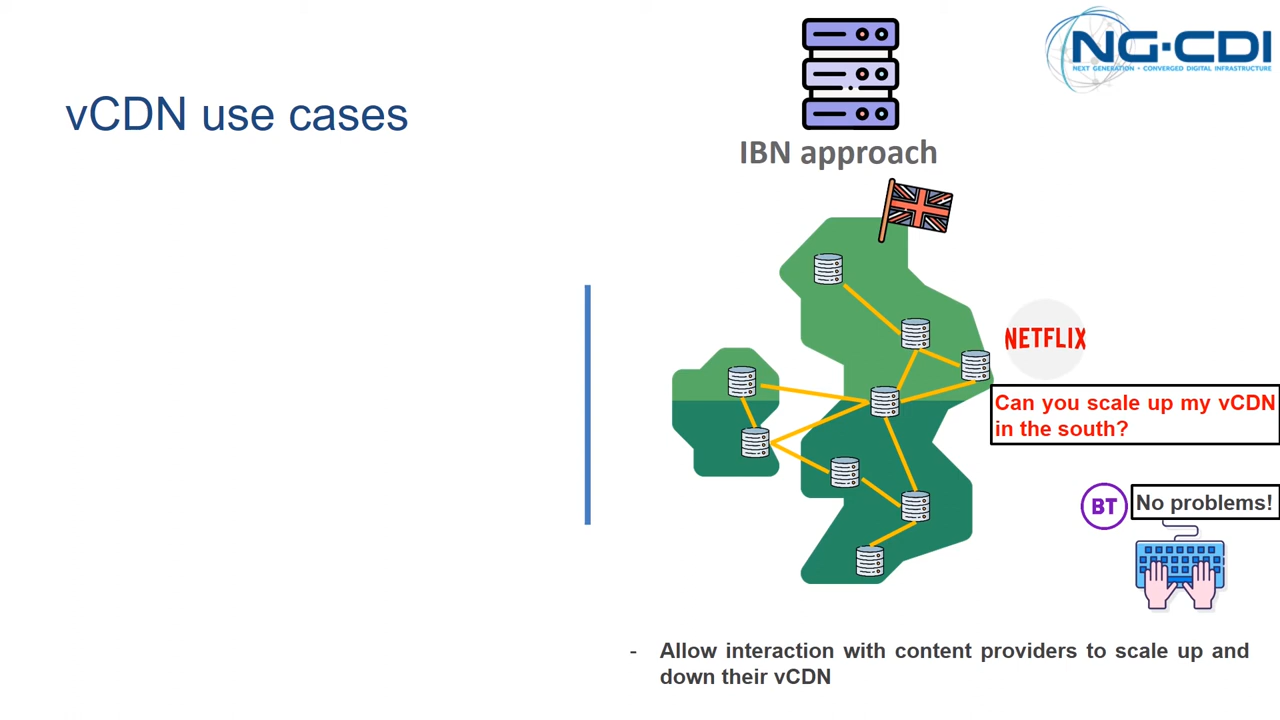 NG·CDI
NEXT GENERATION · CONVERGED DIGITAL INFRASTRUCTURE
vCDN use cases
IBN approach
NETFLIX
Can you scale up my vCDN
in the south?
BT
No problems!
- Allow interaction with content providers to scale up and
down their vCDN